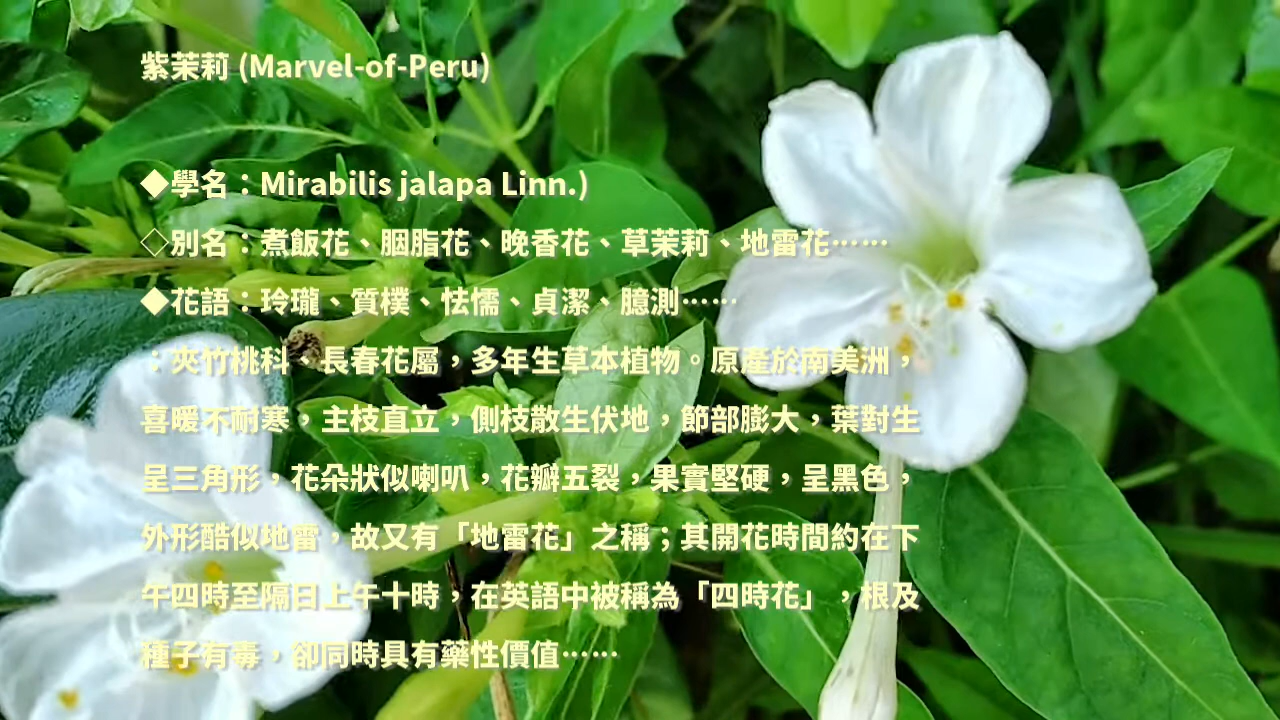 紫茉莉 (Marvel-of-Peru)
◆學名：Mirabilis jalapa Linn.)
◇別名：煮飯花、胭脂花、晚香花、草茉莉、地雷花⋯⋯
◆花語：玲瓏、質樸、怯懦、貞潔、臆測⋯⋯
：夾竹桃科、長春花屬，多年生草本植物。原產於南美洲，
喜暖不耐寒，主枝直立，側枝散生伏地，節部膨大，葉對生
呈三角形，花朵狀似喇叭，花瓣五裂，果實堅硬，呈黑色，
外形酷似地雷，故又有「地雷花」之稱；其開花時間約在下
午四時至隔日上午十時，在英語中被稱為「四時花」，根及
種子有毒，卻同時具有藥性價值⋯⋯